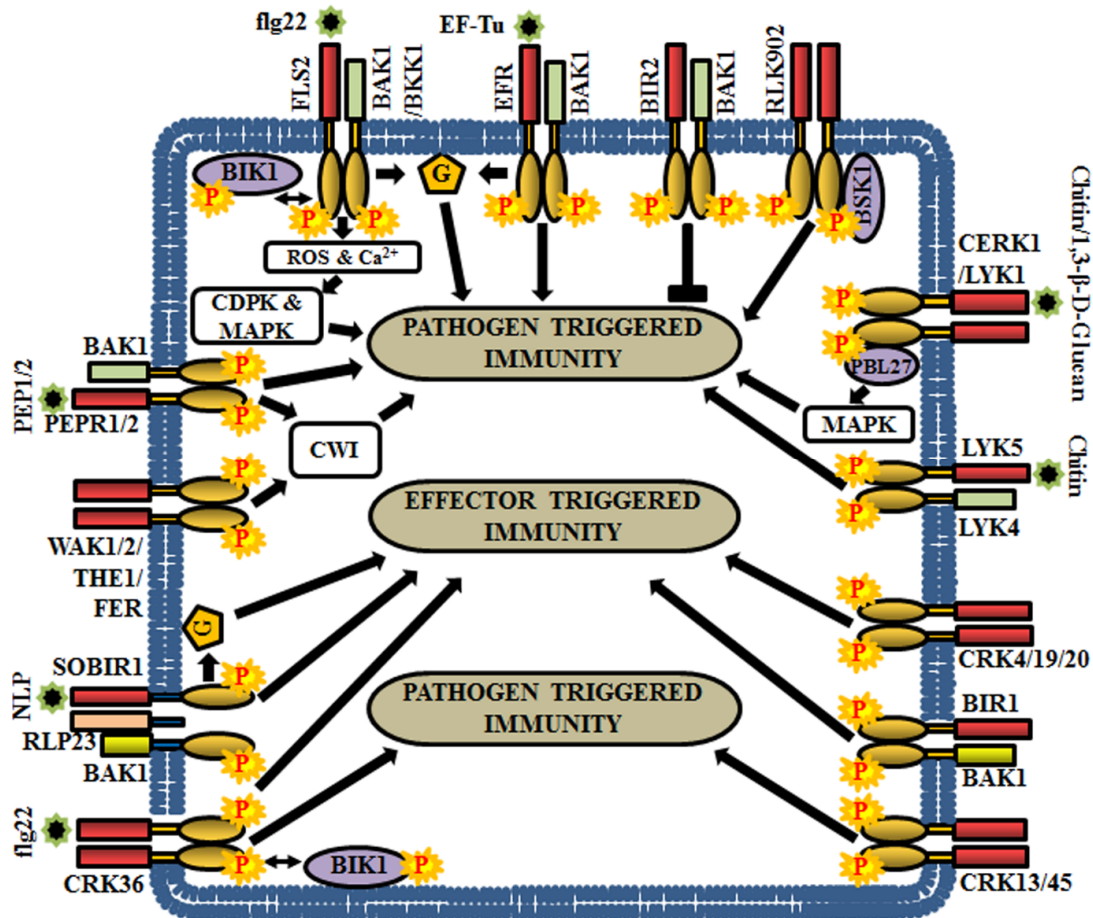 flg22
EF-Tu
FLS2
BAK1
/BKK1
EFR
BAK1
BIR2
BAK1
RLK902
BIK1
P
P
P
G
P
P
P
P
P
P
BSK1
ROS & Ca²⁺
CDPK &
MAPK
PATHOGEN TRIGGERED
IMMUNITY
CERK1
/LYK1
Chitin/1,3-β-D-Glucan
P
P
PBL27
MAPK
BAK1
P
PEP1/2
PEPR1/2
P
CWI
LYK5
P
Chitin
P
LYK4
P
P
WAK1/2/
THE1/
FER
EFFECTOR TRIGGERED
IMMUNITY
G
P
P
CRK4/19/20
SOBIR1
P
NLP
RLP23
BAK1
P
PATHOGEN TRIGGERED
IMMUNITY
BIR1
P
P
BAK1
flg22
P
P
CRK36
BIK1
P
P
P
CRK13/45